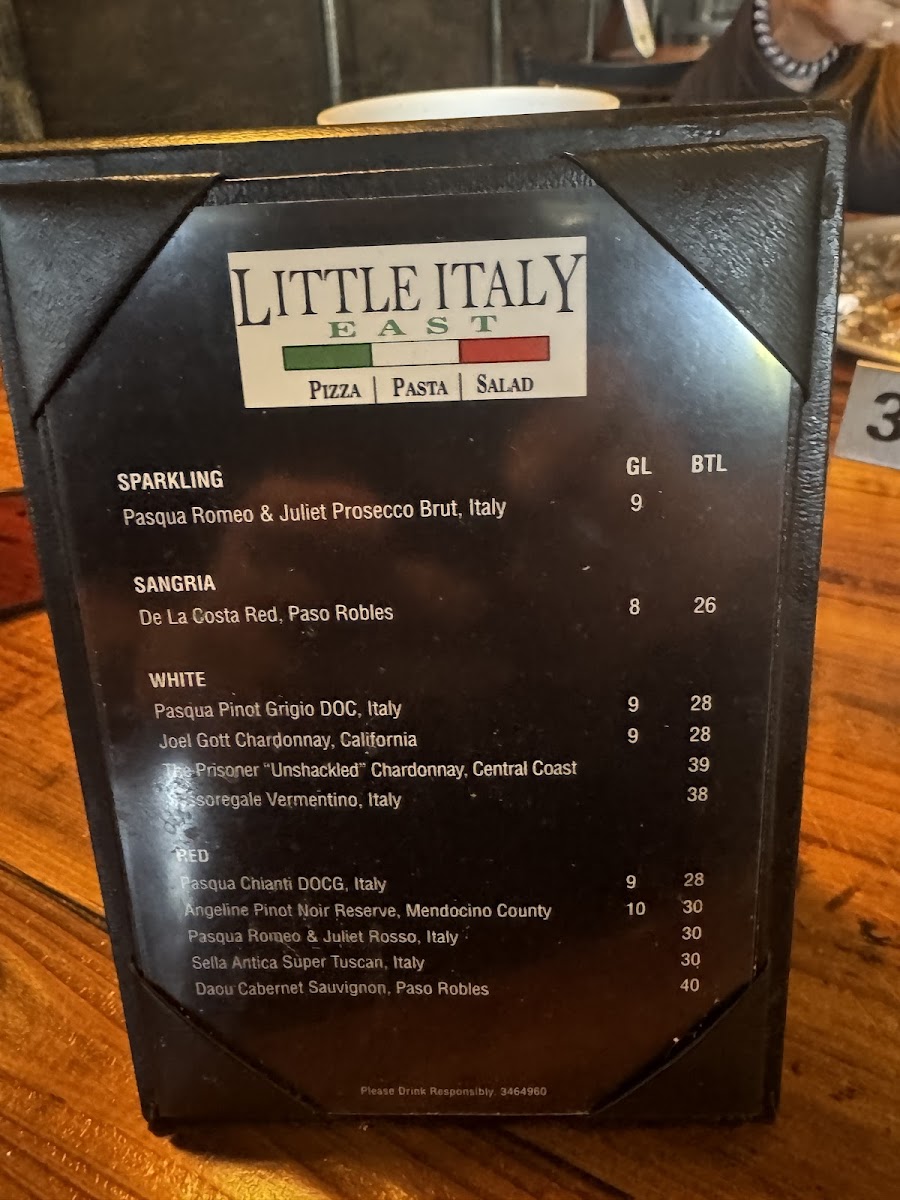 LITTLE ITALY
EAST
PIZZA | PASTA | SALAD
GL BTL
SPARKLING
Pasqua Romeo & Juliet Prosecco Brut, Italy 9
SANGRIA
De La Costa Red, Paso Robles 8 26
WHITE
Pasqua Pinot Grigio DOC, Italy 9 28
Joel Gott Chardonnay, California 9 28
The Prisoner "Unshackled" Chardonnay, Central Coast 39
Vermentino, Italy 38
RED
Pasqua Chianti DOCG, Italy 9 28
Angeline Pinot Noir Reserve, Mendocino County 10 30
Pasqua Romeo & Juliet Rosso, Italy 30
Sella Antica Super Tuscan, Italy 30
Daou Cabernet Sauvignon, Paso Robles 40
Please Drink Responsibly. 3464960
3